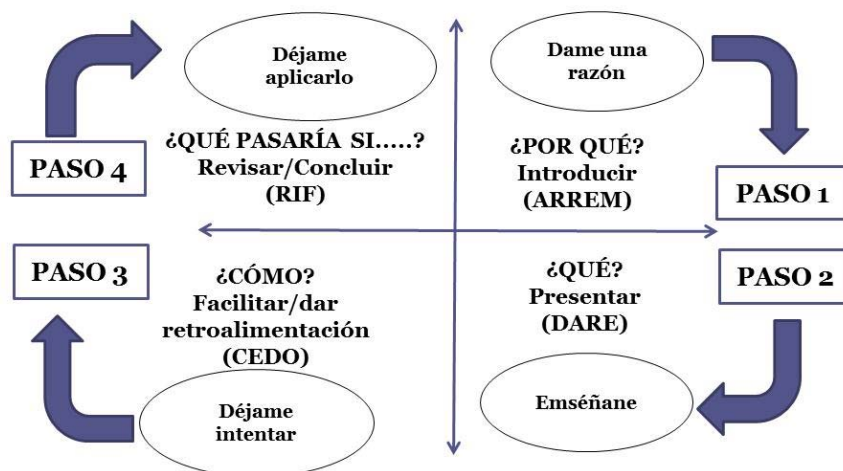 Dame una
razón
¿POR QUÉ?
Introducir
(ARREM)
PASO 1
PASO 2
¿QUÉ?
Presentar
(DARE)
Emséñane
PASO 3
¿CÓMO?
Facilitar/dar
retroalimentación
(CEDO)
Déjame
intentar
PASO 4
Déjame
aplicarlo
¿QUÉ PASARÍA SI.....?
Revisar/Concluir
(RIF)